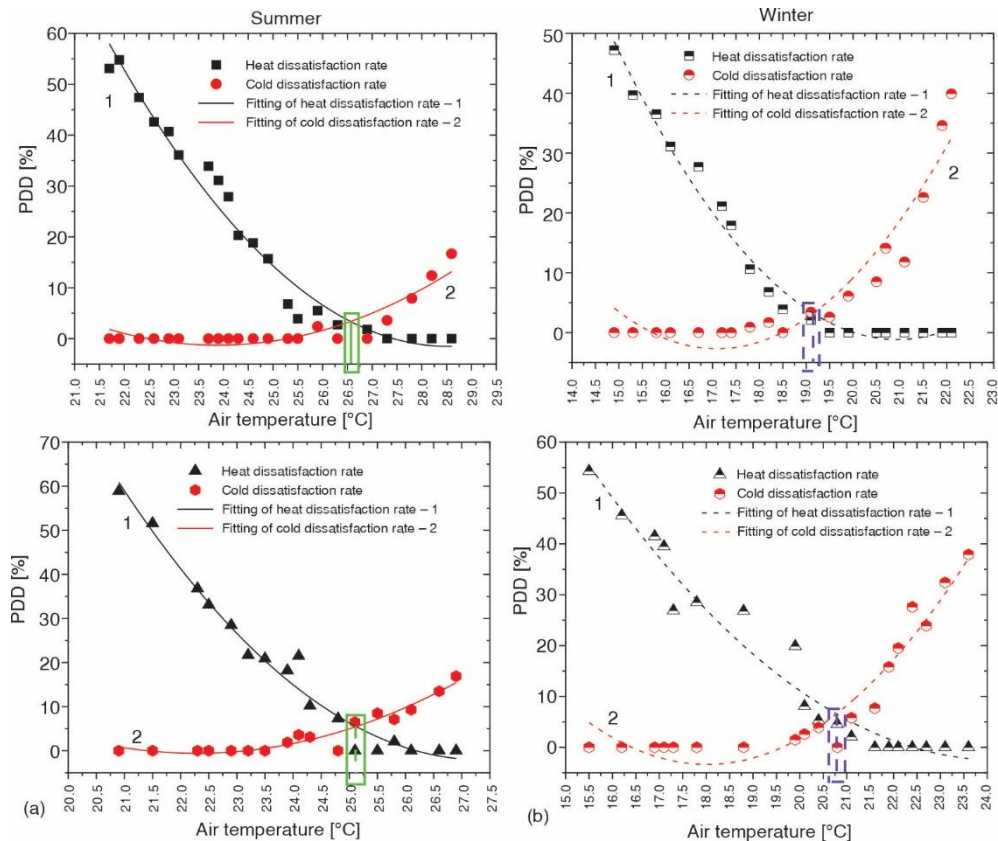 Summer
60
50
40
30
20
10
0
PDD [%]
Heat dissatisfaction rate
Cold dissatisfaction rate
Fitting of heat dissatisfaction rate – 1
Fitting of cold dissatisfaction rate – 2
1
2
21.0 21.5 22.0 22.5 23.0 23.5 24.0 24.5 25.0 25.5 26.0 26.5 27.0 27.5 28.0 28.5 29.0
Air temperature [°C]
Winter
50
40
30
20
10
0
PDD [%]
Heat dissatisfaction rate
Cold dissatisfaction rate
Fitting of heat dissatisfaction rate – 1
Fitting of cold dissatisfaction rate – 2
1
2
14.0 14.5 15.0 15.5 16.0 16.5 17.0 17.5 18.0 18.5 19.0 19.5 20.0 20.5 21.0 21.5 22.0 22.5 23.0
Air temperature [°C]
70
60
50
40
30
20
10
0
PDD [%]
Heat dissatisfaction rate
Cold dissatisfaction rate
Fitting of heat dissatisfaction rate – 1
Fitting of cold dissatisfaction rate – 2
1
2
20.0 20.5 21.0 21.5 22.0 22.5 23.0 23.5 24.0 24.5 25.0 25.5 26.0 26.5 27.0 27.5
(a)
Air temperature [°C]
60
50
40
30
20
10
0
PDD [%]
Heat dissatisfaction rate
Cold dissatisfaction rate
Fitting of heat dissatisfaction rate – 1
Fitting of cold dissatisfaction rate – 2
1
2
15.0 15.5 16.0 16.5 17.0 17.5 18.0 18.5 19.0 19.5 20.0 20.5 21.0 21.5 22.0 22.5 23.0 23.5 24.0
(b)
Air temperature [°C]